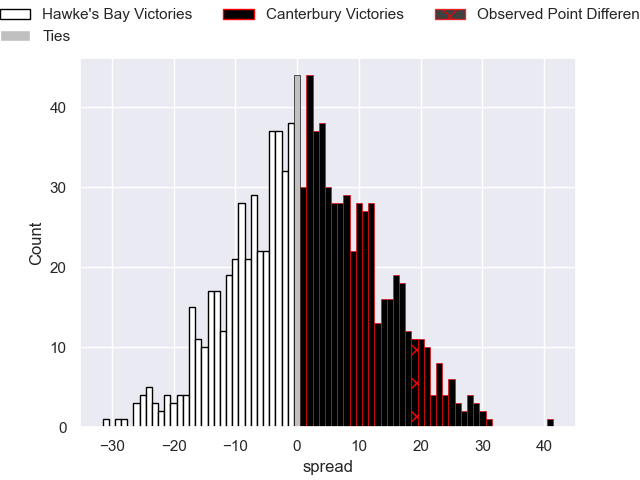 Hawke's Bay Victories Canterbury Victories Observed Point Differen
Ties
40
30
20
10
0
Count
−30 −20 −10 0 10 20 30 40
spread